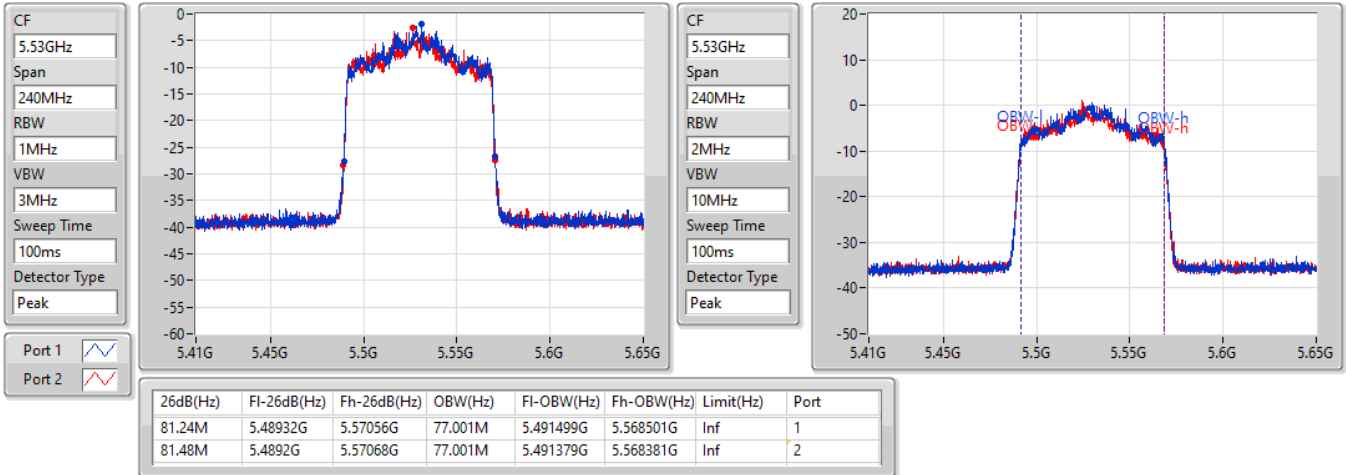 CF
5.53GHz
Span
240MHz
RBW
1MHz
VBW
3MHz
Sweep Time
100ms
Detector Type
Peak
Port 1
Port 2
0
-5
-10
-15
-20
-25
-30
-35
-40
-45
-50
-55
-60
5.41G 5.45G 5.5G 5.55G 5.6G 5.65G
CF
5.53GHz
Span
240MHz
RBW
2MHz
VBW
10MHz
Sweep Time
100ms
Detector Type
Peak
20
10
0
-10
-20
-30
-40
-50
OBW-l OBW-h
OBW-h
5.41G 5.45G 5.5G 5.55G 5.6G 5.65G
26dB(Hz) Fl-26dB(Hz) Fh-26dB(Hz) OBW(Hz) Fl-OBW(Hz) Fh-OBW(Hz) Limit(Hz) Port
81.24M 5.48932G 5.57056G 77.001M 5.491499G 5.568501G Inf 1
81.48M 5.4892G 5.57068G 77.001M 5.491379G 5.568381G Inf 2